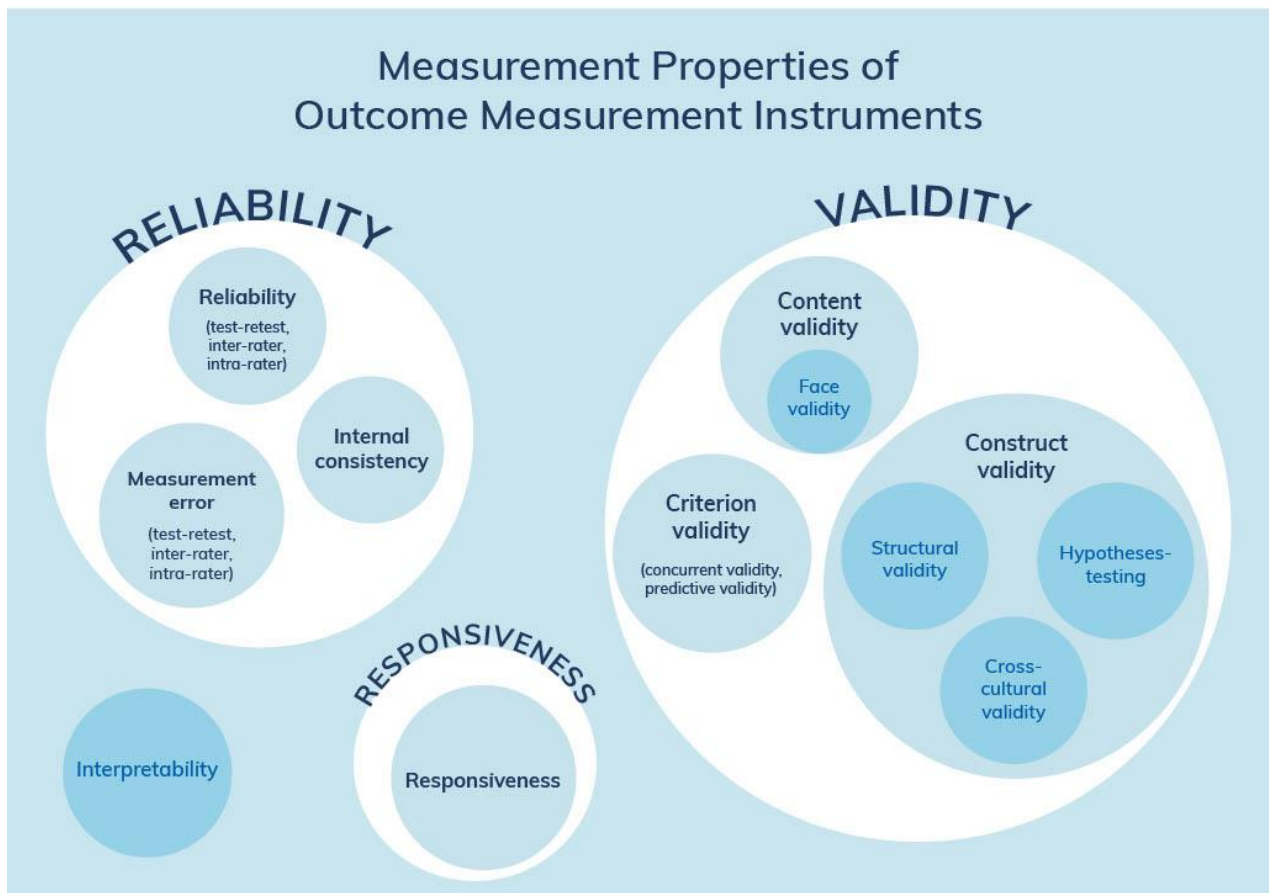 Measurement Properties of
Outcome Measurement Instruments
RELIABILITY
Reliability
(test-retest,
inter-rater,
intra-rater)
Internal
consistency
Measurement
error
(test-retest,
inter-rater,
intra-rater)
VALIDITY
Content
validity
Face
validity
Criterion
validity
(concurrent validity,
predictive validity)
Construct
validity
Structural
validity
Hypotheses-
testing
Cross-
cultural
validity
RESPONSIVENESS
Responsiveness
Interpretability